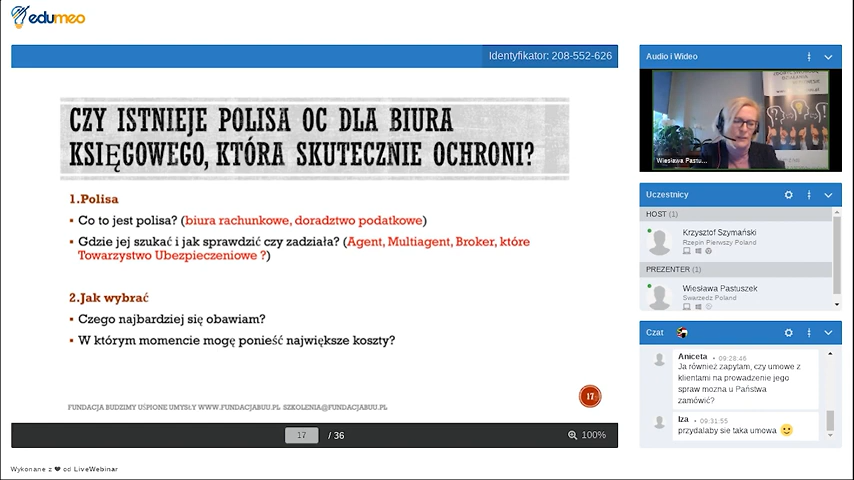 edumeo
Identyfikator: 208-552-626
CZY ISTNIEJE POLISA OC DLA BIURA
KSIĘGOWEGO, KTÓRA SKUTECZNIE OCHRONI?
1.Polisa
▪ Co to jest polisa? (biura rachunkowe, doradztwo podatkowe)
▪ Gdzie jej szukać i jak sprawdzić czy zadziała? (Agent, Multiagent, Broker, które
Towarzystwo Ubezpieczeniowe ?)
2.Jak wybrać
▪ Czego najbardziej się obawiam?
▪ W którym momencie mogę ponieść największe koszty?
FUNDACJA BUDZIMY UŚPIONE UMYSŁY WWW.FUNDACJABUU.PL SZKOLENIA@FUNDACJABUU.PL
17
17 / 36
100%
Wykonane z ❤ od LiveWebinar
Audio i Wideo
Wiesława Pastu...
Uczestnicy
HOST (1)
Krzysztof Szymański
Rzepin Pierwszy Poland
PREZENTER (1)
Wiesława Pastuszek
Swarzedz Poland
Czat
Aniceta • 09:28:46
Ja również zapytam, czy umowe z
klientami na prowadzenie jego
spraw mozna u Państwa
zamówić?
Iza • 09:31:55
przydalaby sie taka umowa 🙂